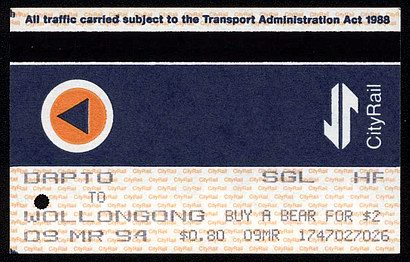 All traffic carried subject to the Transport Administration Act 1988
CityRail
DAPTO SGL HF
TO
WOLLONGONG BUY A BEAR FOR $2
09 MR 94 $0.80 09MR 1747027026